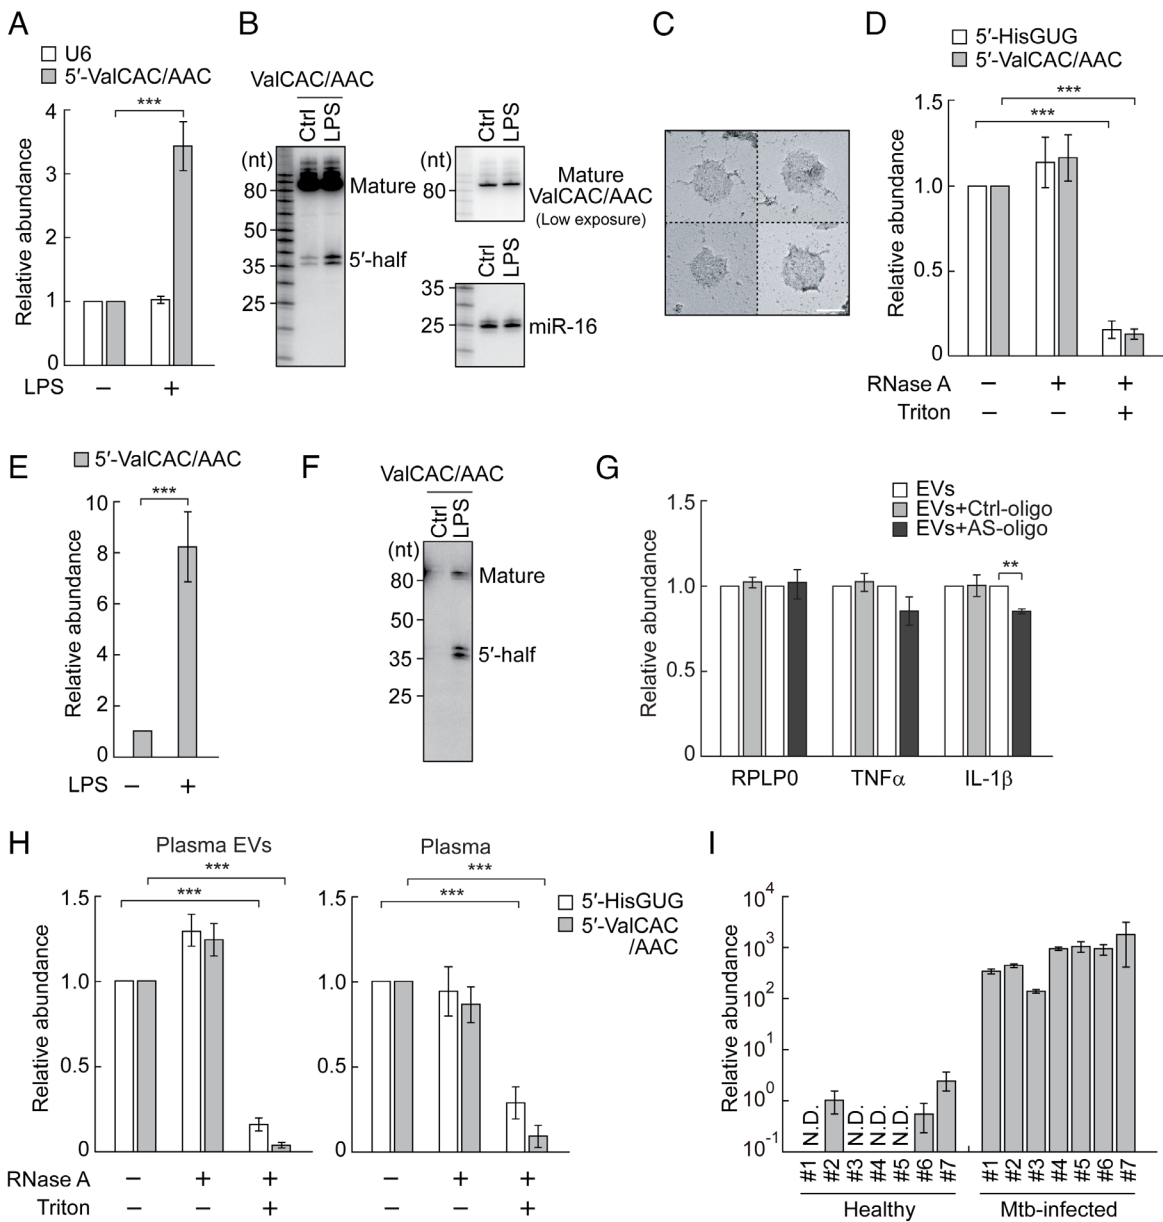 A
U6
5′-ValCAC/AAC
***
Relative abundance
4
3
2
1
0
LPS − +
B
ValCAC/AAC
Ctrl LPS
(nt)
80
50
35
25
Mature
5′-half
Ctrl LPS
(nt)
80
Mature
ValCAC/AAC
(Low exposure)
Ctrl LPS
35
25
miR-16
C
D
5′-HisGUG
5′-ValCAC/AAC
***
***
Relative abundance
1.5
1.0
0.5
0
RNase A − + +
Triton − − +
E
5′-ValCAC/AAC
***
Relative abundance
10
8
6
4
2
0
LPS − +
F
ValCAC/AAC
Ctrl LPS
(nt)
80
50
35
25
Mature
5′-half
G
EVs
EVs+Ctrl-oligo
EVs+AS-oligo
**
Relative abundance
1.5
1.0
0.5
0
RPLP0 TNFα IL-1β
H
Plasma EVs
***
***
Relative abundance
1.5
1.0
0.5
0
Plasma
***
***
1.5
1.0
0.5
0
5′-HisGUG
5′-ValCAC
/AAC
RNase A − + + − + +
Triton − − + − − +
I
Relative abundance
10⁴
10³
10²
10¹
10⁰
10⁻¹
N.D. N.D. N.D. N.D.
#1 #2 #3 #4 #5 #6 #7 #1 #2 #3 #4 #5 #6 #7
Healthy Mtb-infected